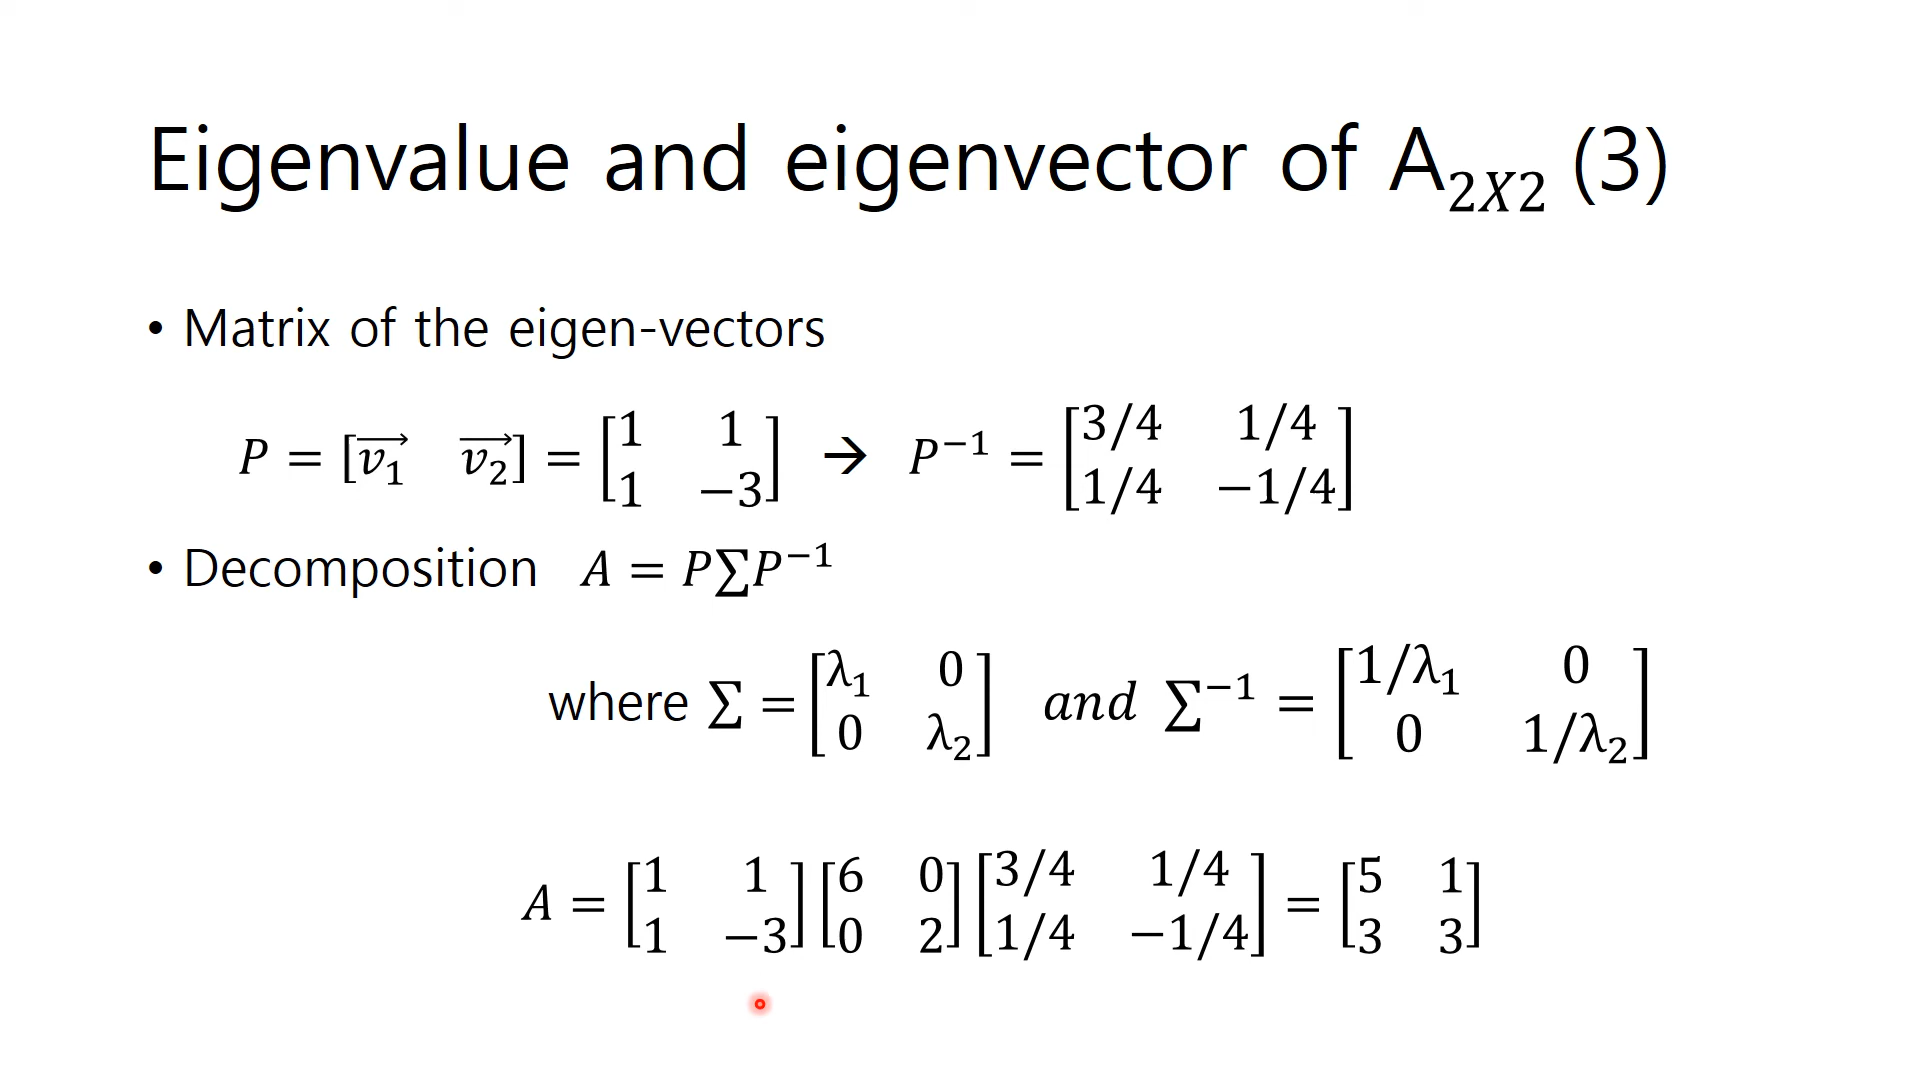 Eigenvalue and eigenvector of A₂ₓ₂ (3)
• Matrix of the eigen-vectors
P = [v₁⃗ v₂⃗] = [1 1; 1 −3] → P⁻¹ = [3/4 1/4; 1/4 −1/4]
• Decomposition A = P∑P⁻¹
where ∑ = [λ₁ 0; 0 λ₂] and ∑⁻¹ = [1/λ₁ 0; 0 1/λ₂]
A = [1 1; 1 −3] [6 0; 0 2] [3/4 1/4; 1/4 −1/4] = [5 1; 3 3]